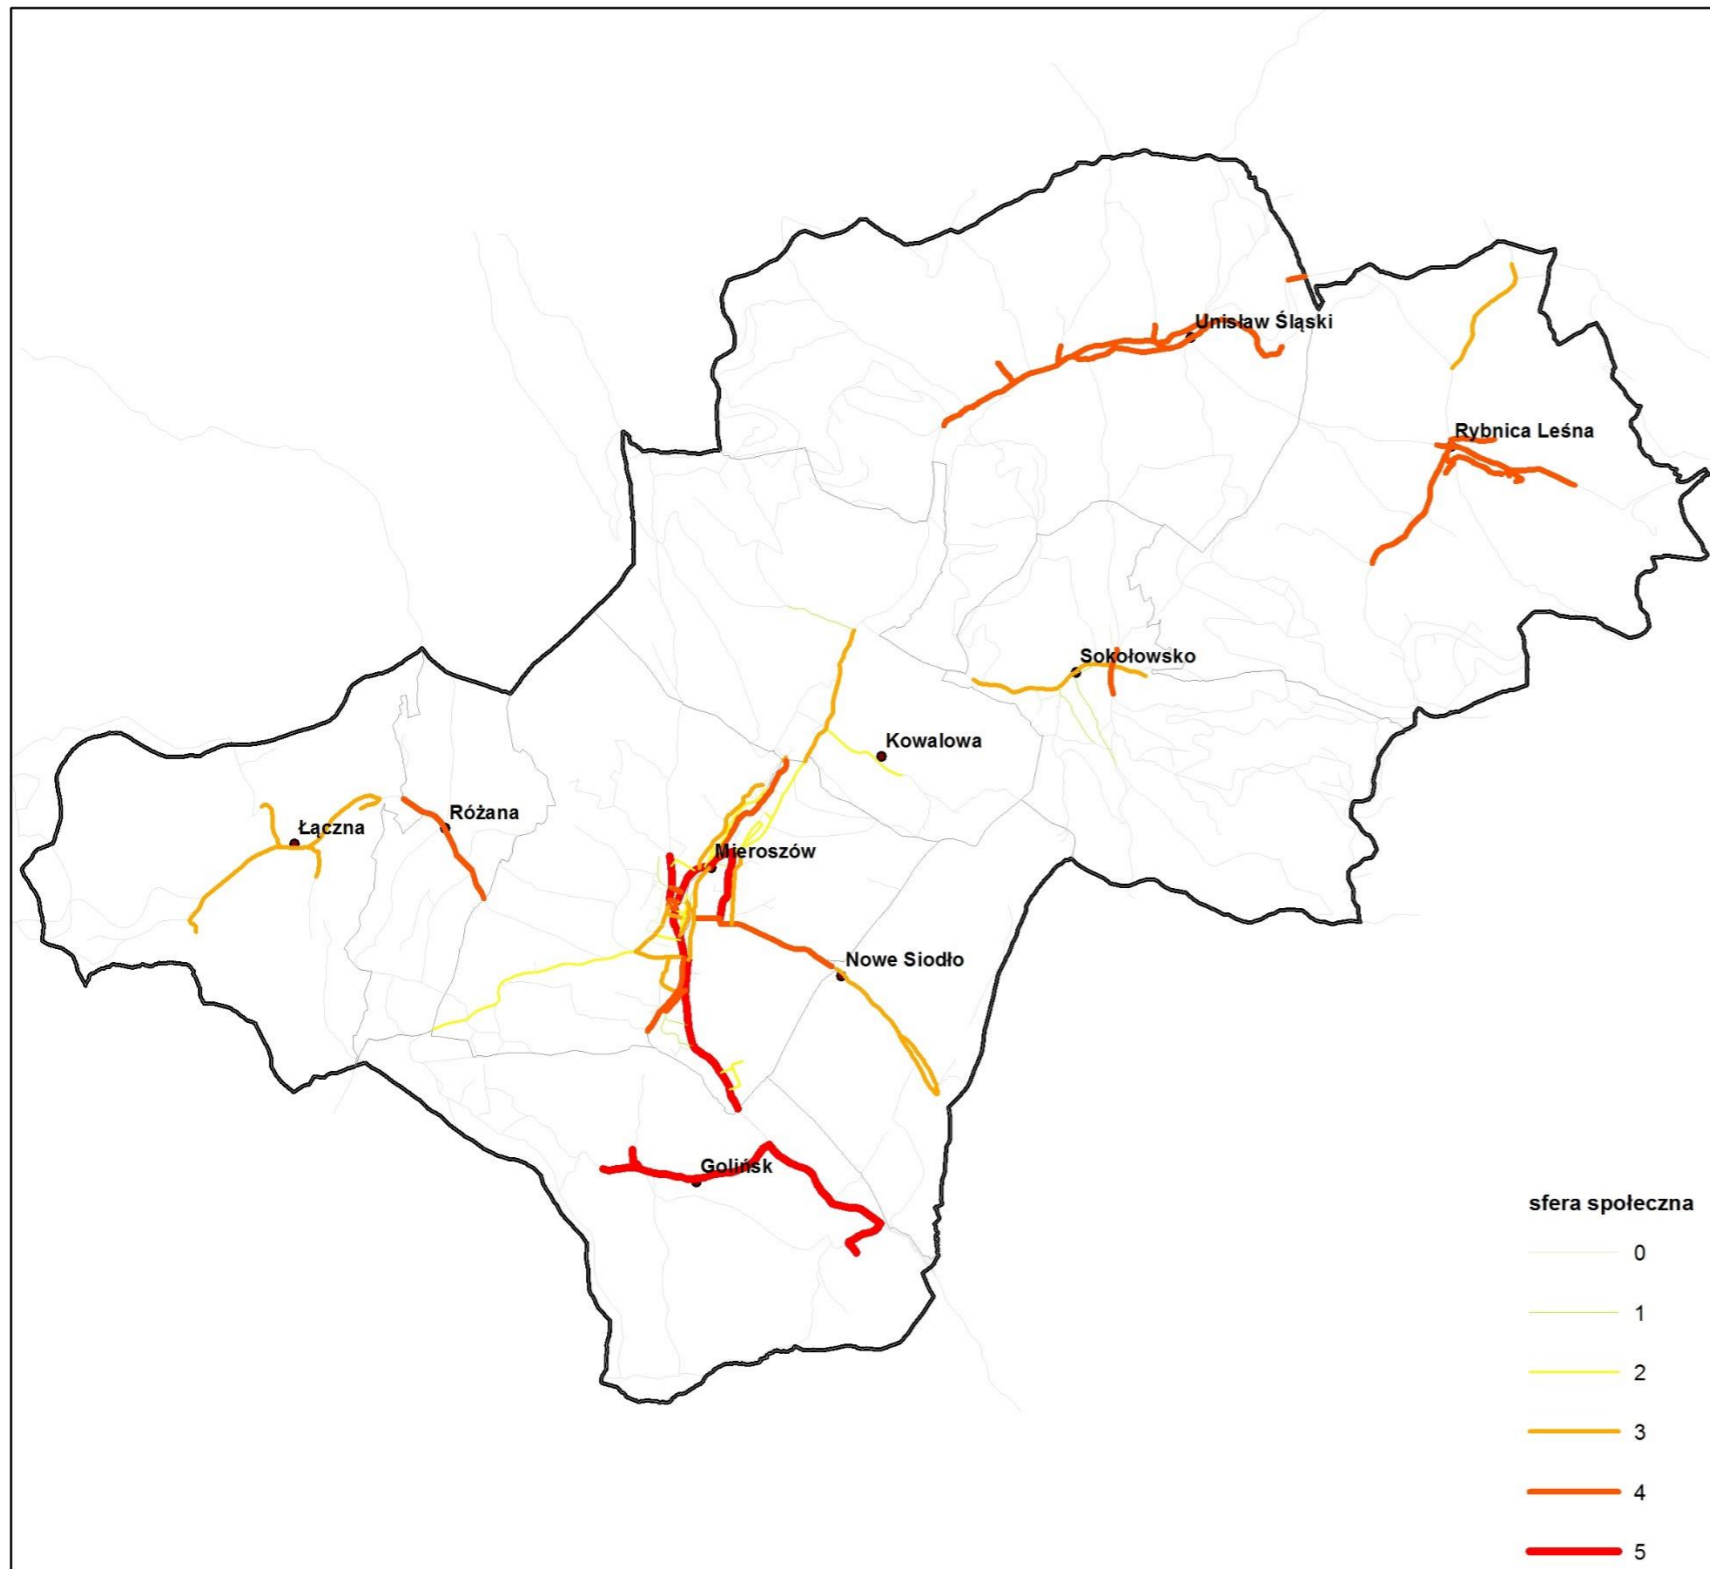 Unisław Śląski
Rybnica Leśna
Sokołowsko
Kowalowa
Różana
Łączna
Mieroszów
Nowe Siodło
Golińsk
sfera społeczna
0
1
2
3
4
5